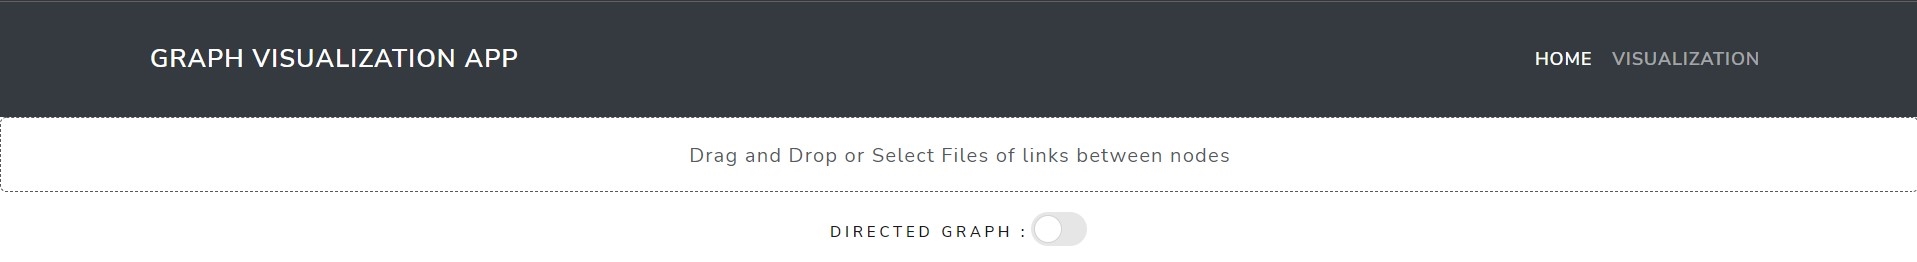 GRAPH VISUALIZATION APP
HOME VISUALIZATION
Drag and Drop or Select Files of links between nodes
DIRECTED GRAPH :